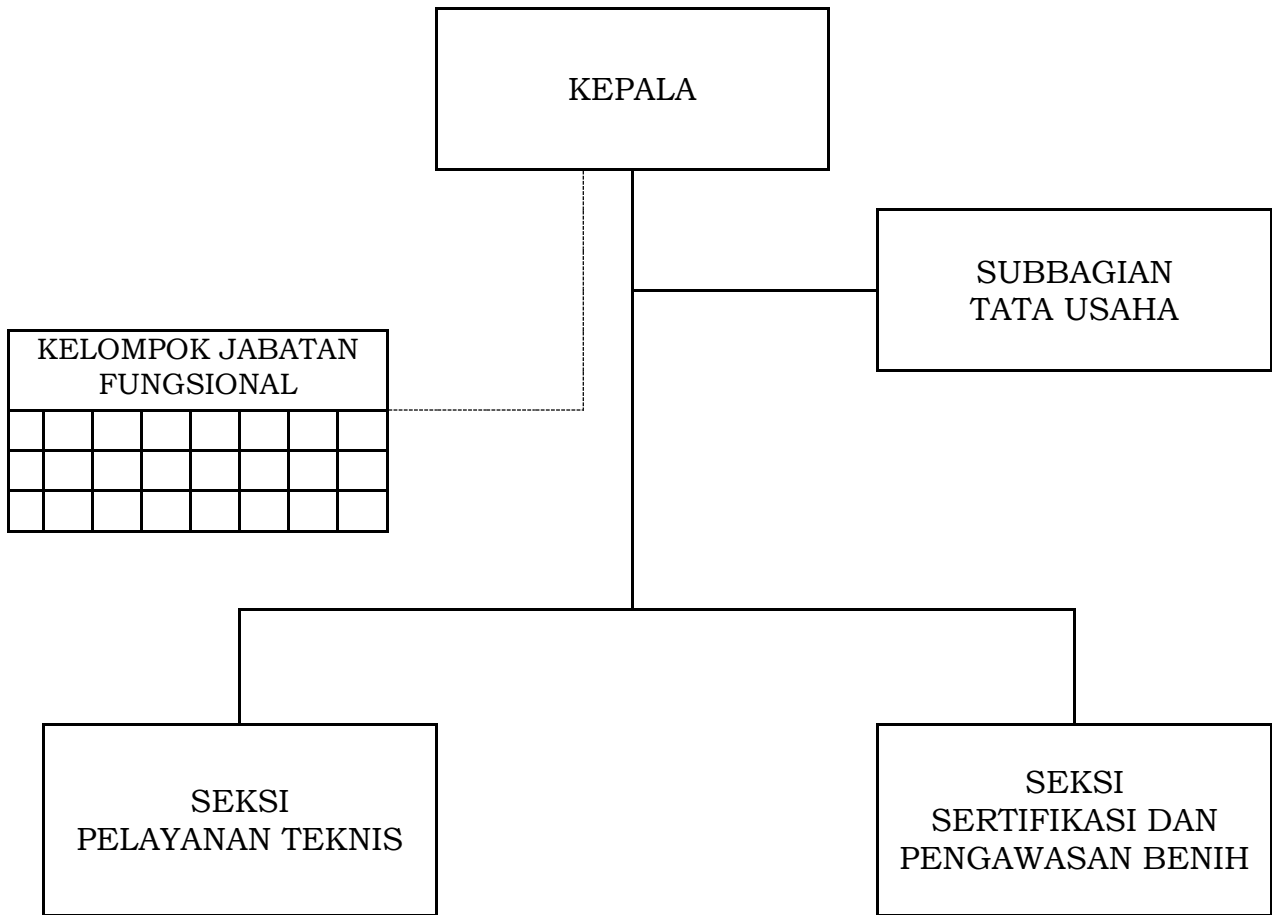 KEPALA
SUBBAGIAN
TATA USAHA
KELOMPOK JABATAN
FUNGSIONAL
SEKSI
PELAYANAN TEKNIS
SEKSI
SERTIFIKASI DAN
PENGAWASAN BENIH